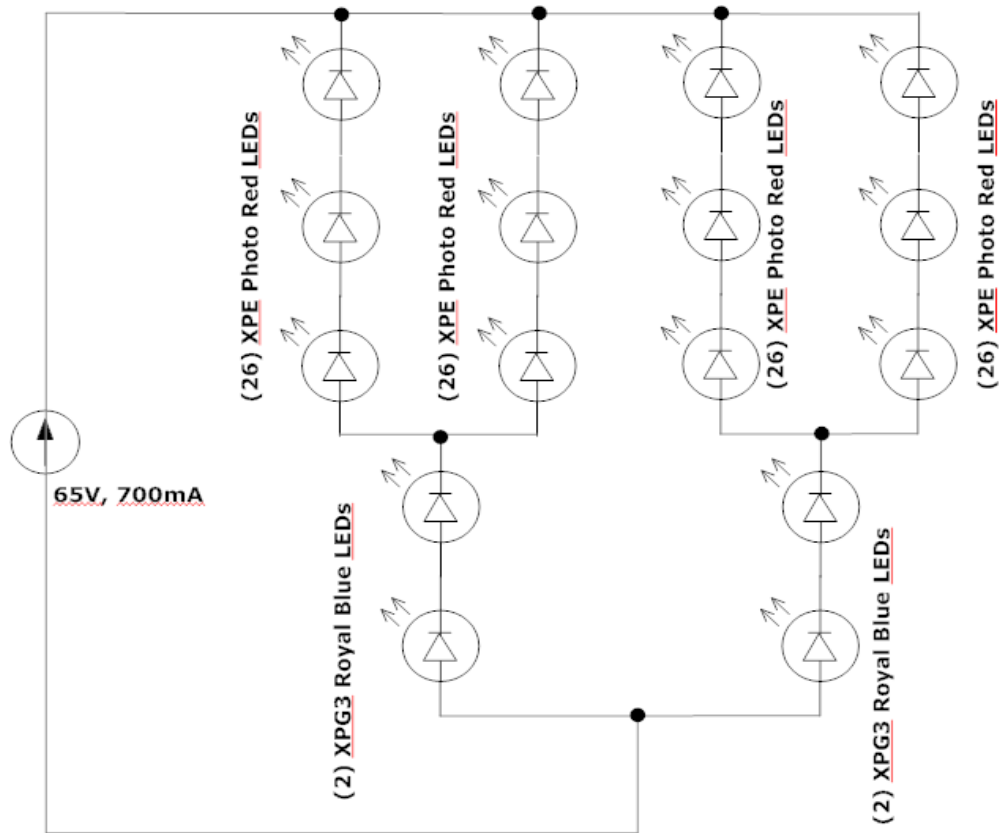 (26) XPE Photo Red LEDs
(26) XPE Photo Red LEDs
(26) XPE Photo Red LEDs
(26) XPE Photo Red LEDs
65V, 700mA
(2) XPG3 Royal Blue LEDs
(2) XPG3 Royal Blue LEDs